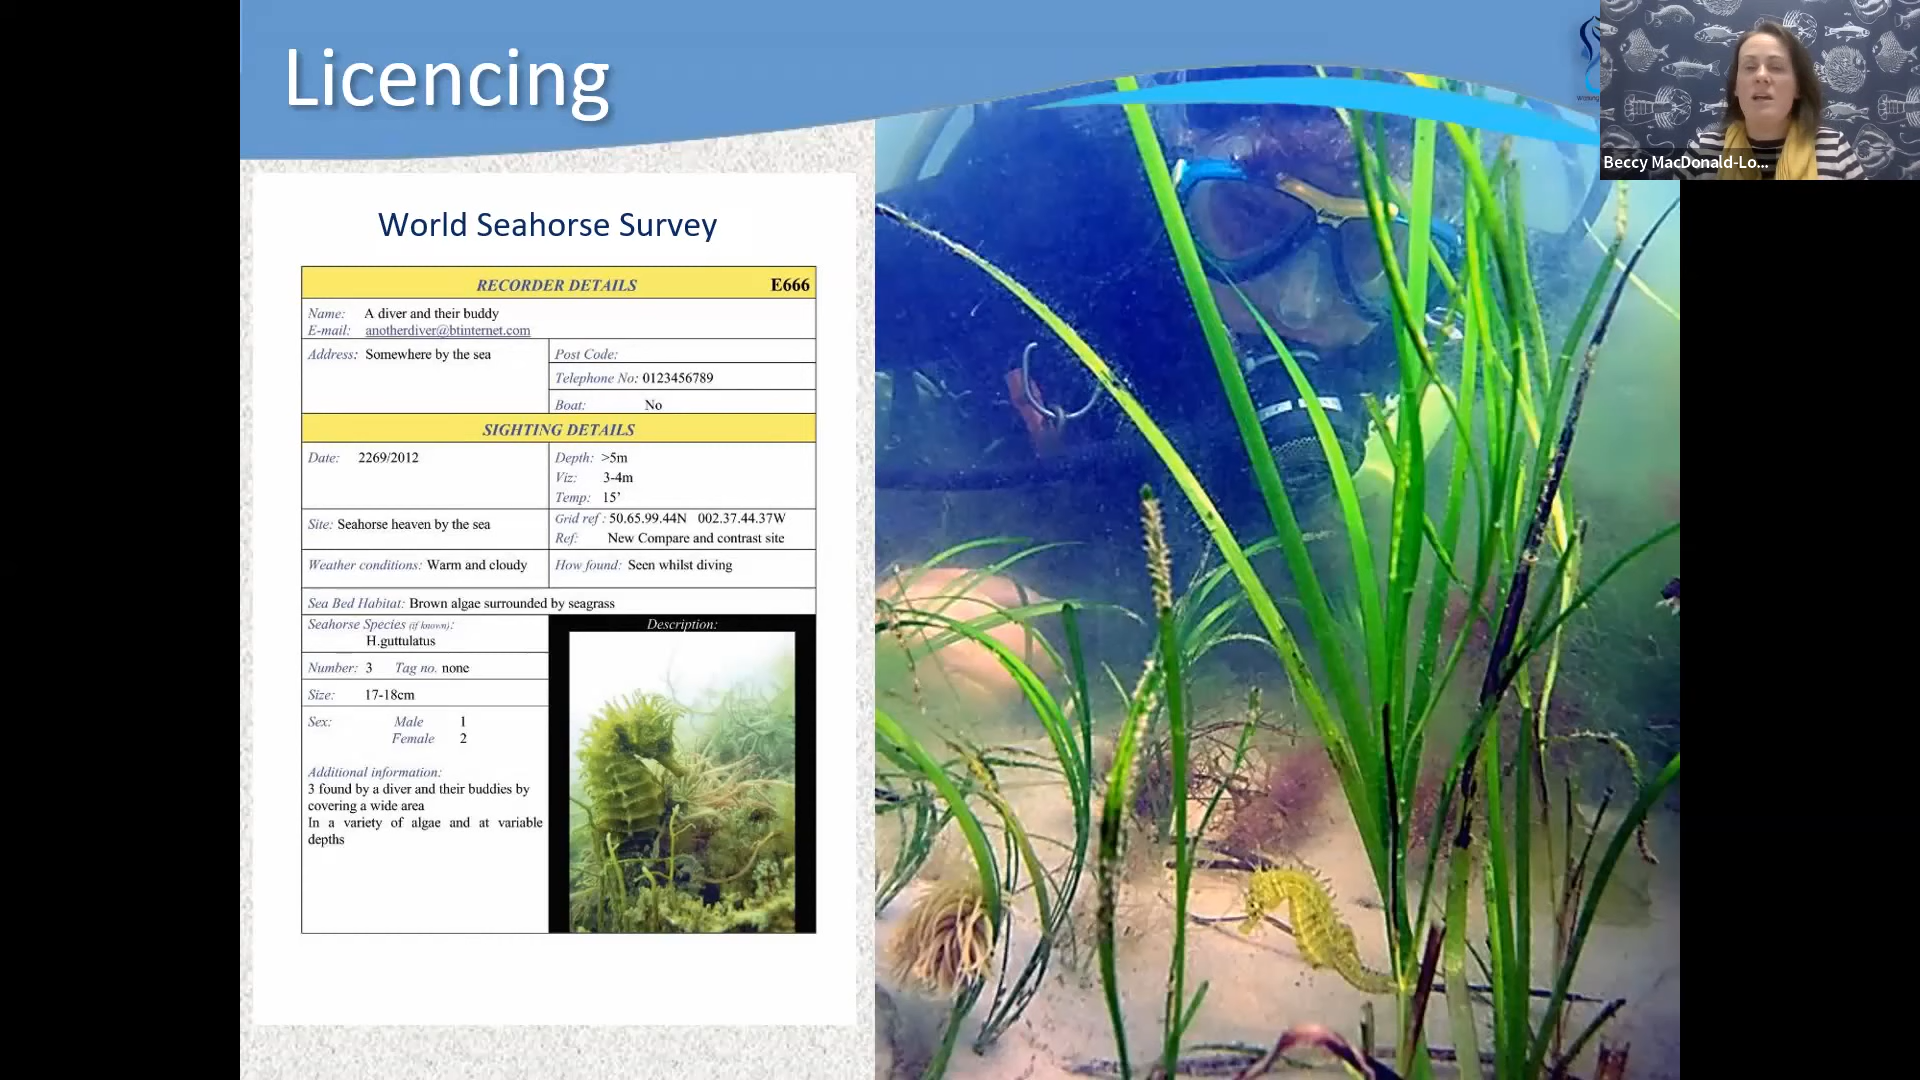 Licencing
Beccy MacDonald-Lo...
World Seahorse Survey
RECORDER DETAILS E666
Name: A diver and their buddy
E-mail: anotherdiver@btinternet.com
Address: Somewhere by the sea
Post Code:
Telephone No: 0123456789
Boat: No
SIGHTING DETAILS
Date: 2269/2012
Depth: >5m
Viz: 3-4m
Temp: 15’
Site: Seahorse heaven by the sea
Grid ref : 50.65.99.44N 002.37.44.37W
Ref: New Compare and contrast site
Weather conditions: Warm and cloudy
How found: Seen whilst diving
Sea Bed Habitat: Brown algae surrounded by seagrass
Seahorse Species (if known):
H.guttulatus
Number: 3 Tag no. none
Size: 17-18cm
Sex: Male 1
Female 2
Additional information:
3 found by a diver and their buddies by
covering a wide area
In a variety of algae and at variable
depths
Description: